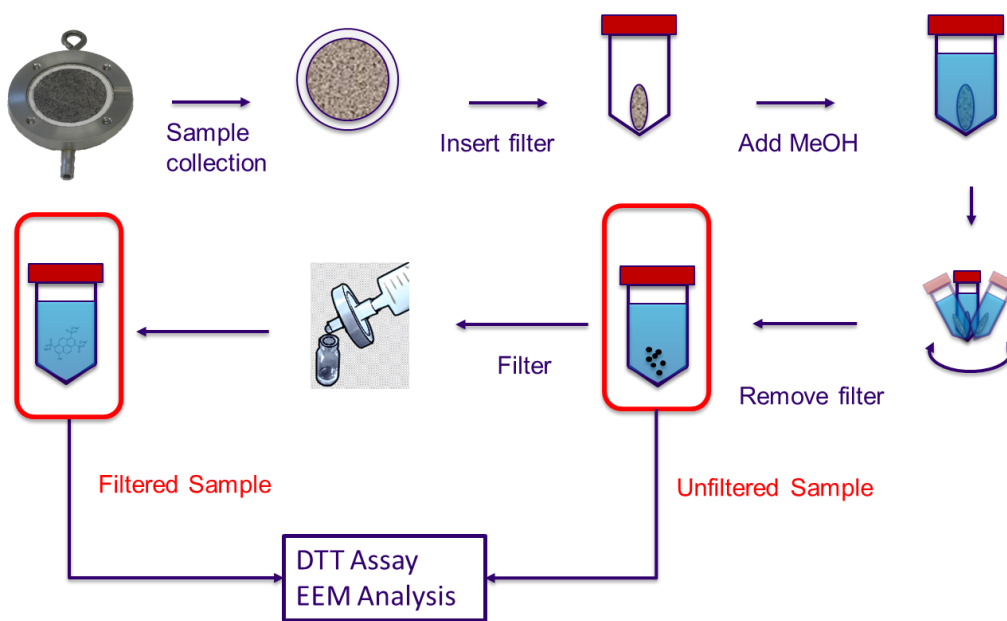 Sample
collection
Insert filter
Add MeOH
Remove filter
Filter
Filtered Sample
Unfiltered Sample
DTT Assay
EEM Analysis